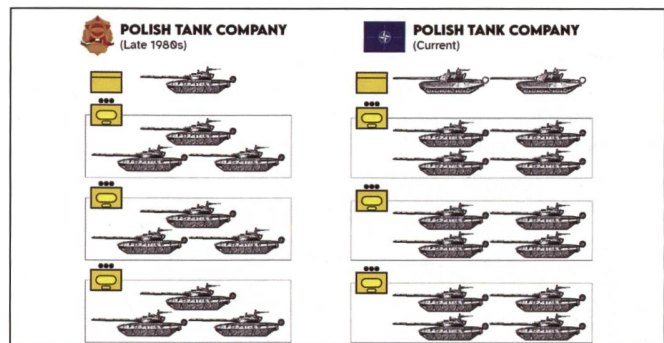 POLISH TANK COMPANY
(Late 1980s)
POLISH TANK COMPANY
(Current)